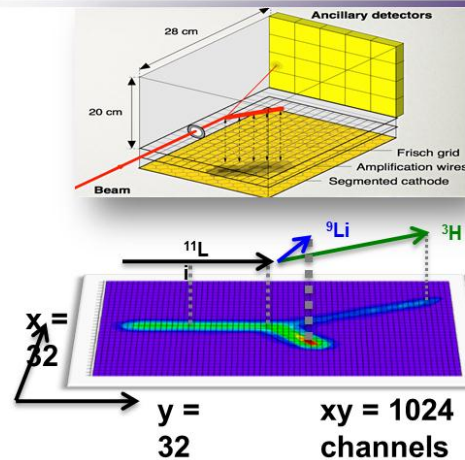 28 cm
Ancillary detectors
20 cm
Frisch grid
Amplification wires
Segmented cathode
Beam
⁹Li
³H
¹¹L
i
x =
32
y =
32
xy = 1024
channels